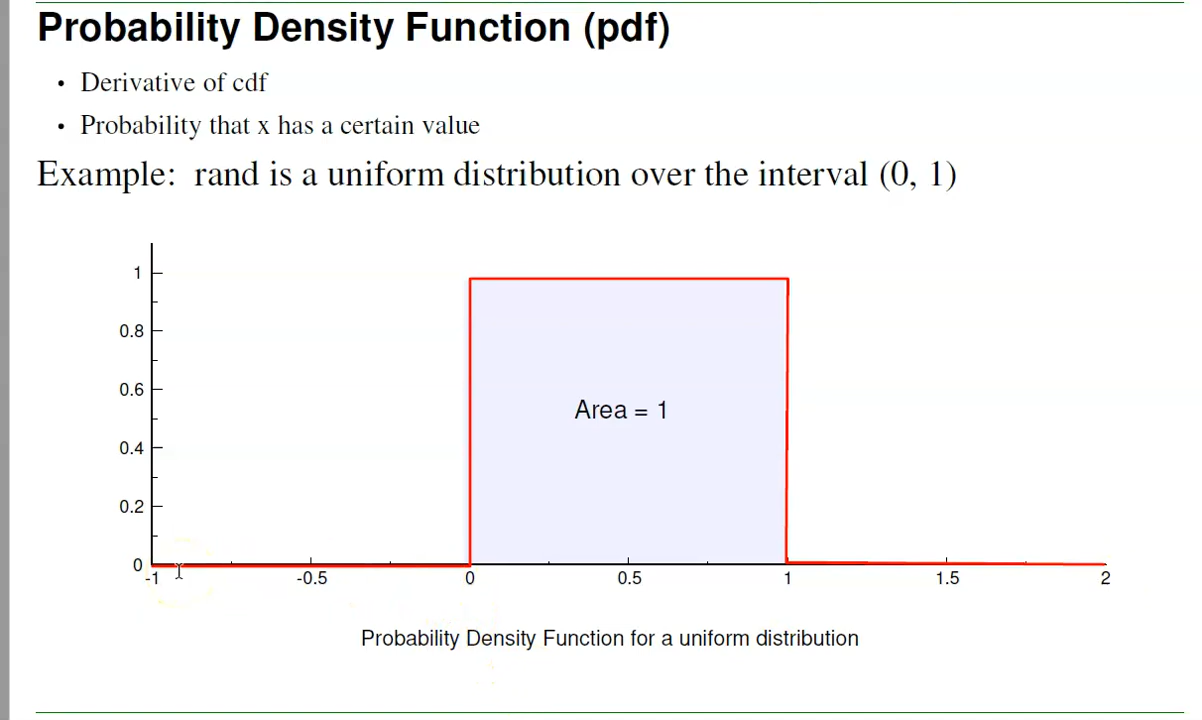 Probability Density Function (pdf)
• Derivative of cdf
• Probability that x has a certain value
Example: rand is a uniform distribution over the interval (0, 1)
1
0.8
0.6
0.4
0.2
0
Area = 1
-1 -0.5 0 0.5 1 1.5 2
Probability Density Function for a uniform distribution